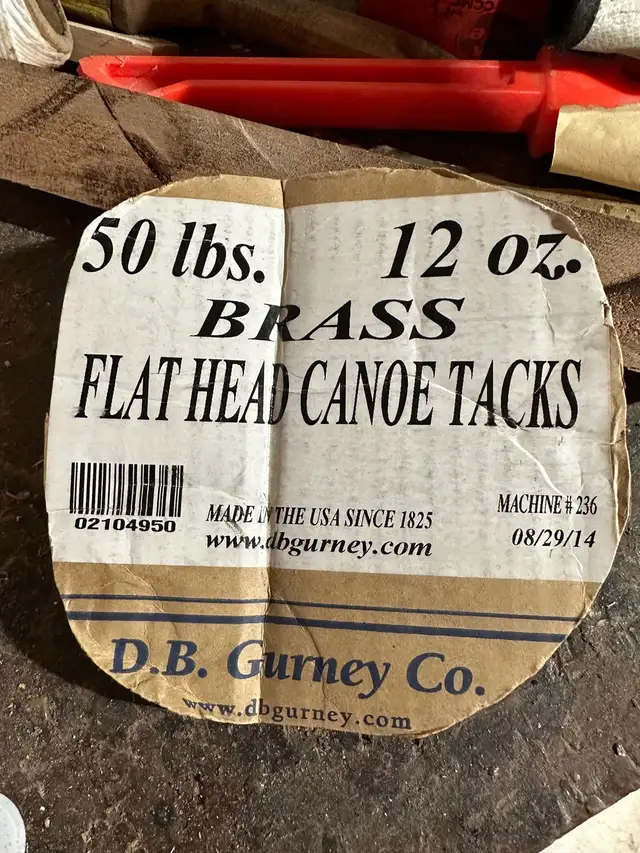 50 lbs. 12 oz.
BRASS
FLAT HEAD CANOE TACKS
02104950
MADE IN THE USA SINCE 1825
www.dbgurney.com
MACHINE # 236
08/29/14
D.B. Gurney Co.
www.dbgurney.com